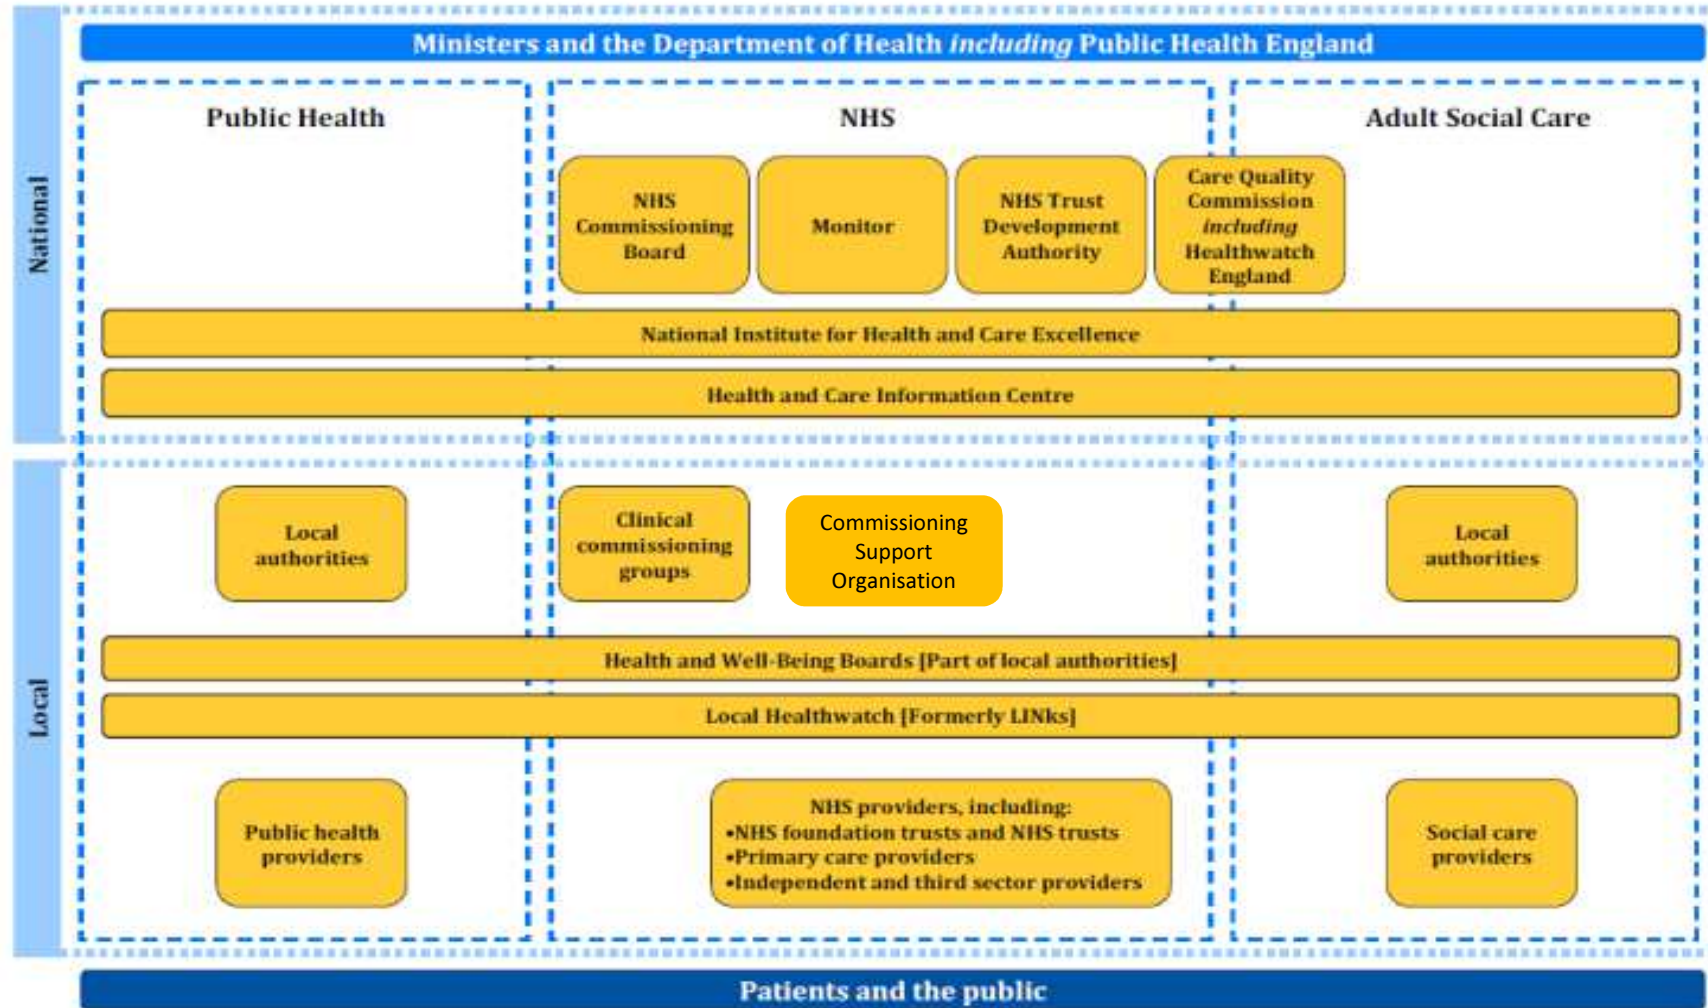 Ministers and the Department of Health including Public Health England
National
Public Health
NHS
Adult Social Care
NHS
Commissioning
Board
Monitor
NHS Trust
Development
Authority
Care Quality
Commission
including
Healthwatch
England
National Institute for Health and Care Excellence
Health and Care Information Centre
Local
Local
authorities
Clinical
commissioning
groups
Commissioning
Support
Organisation
Local
authorities
Health and Well-Being Boards [Part of local authorities]
Local Healthwatch [Formerly LINks]
Public health
providers
NHS providers, including:
•NHS foundation trusts and NHS trusts
•Primary care providers
•Independent and third sector providers
Social care
providers
Patients and the public